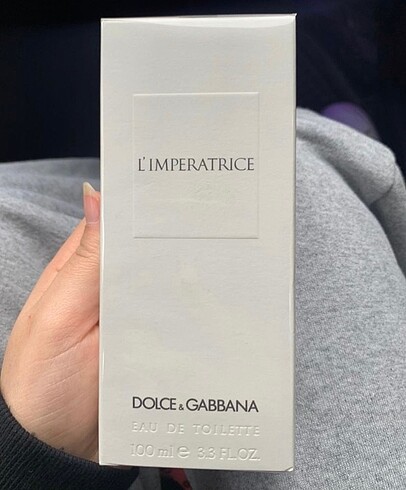 L'IMPERATRICE
DOLCE & GABBANA
EAU DE TOILETTE
100 ml e 3.3 FL.OZ.